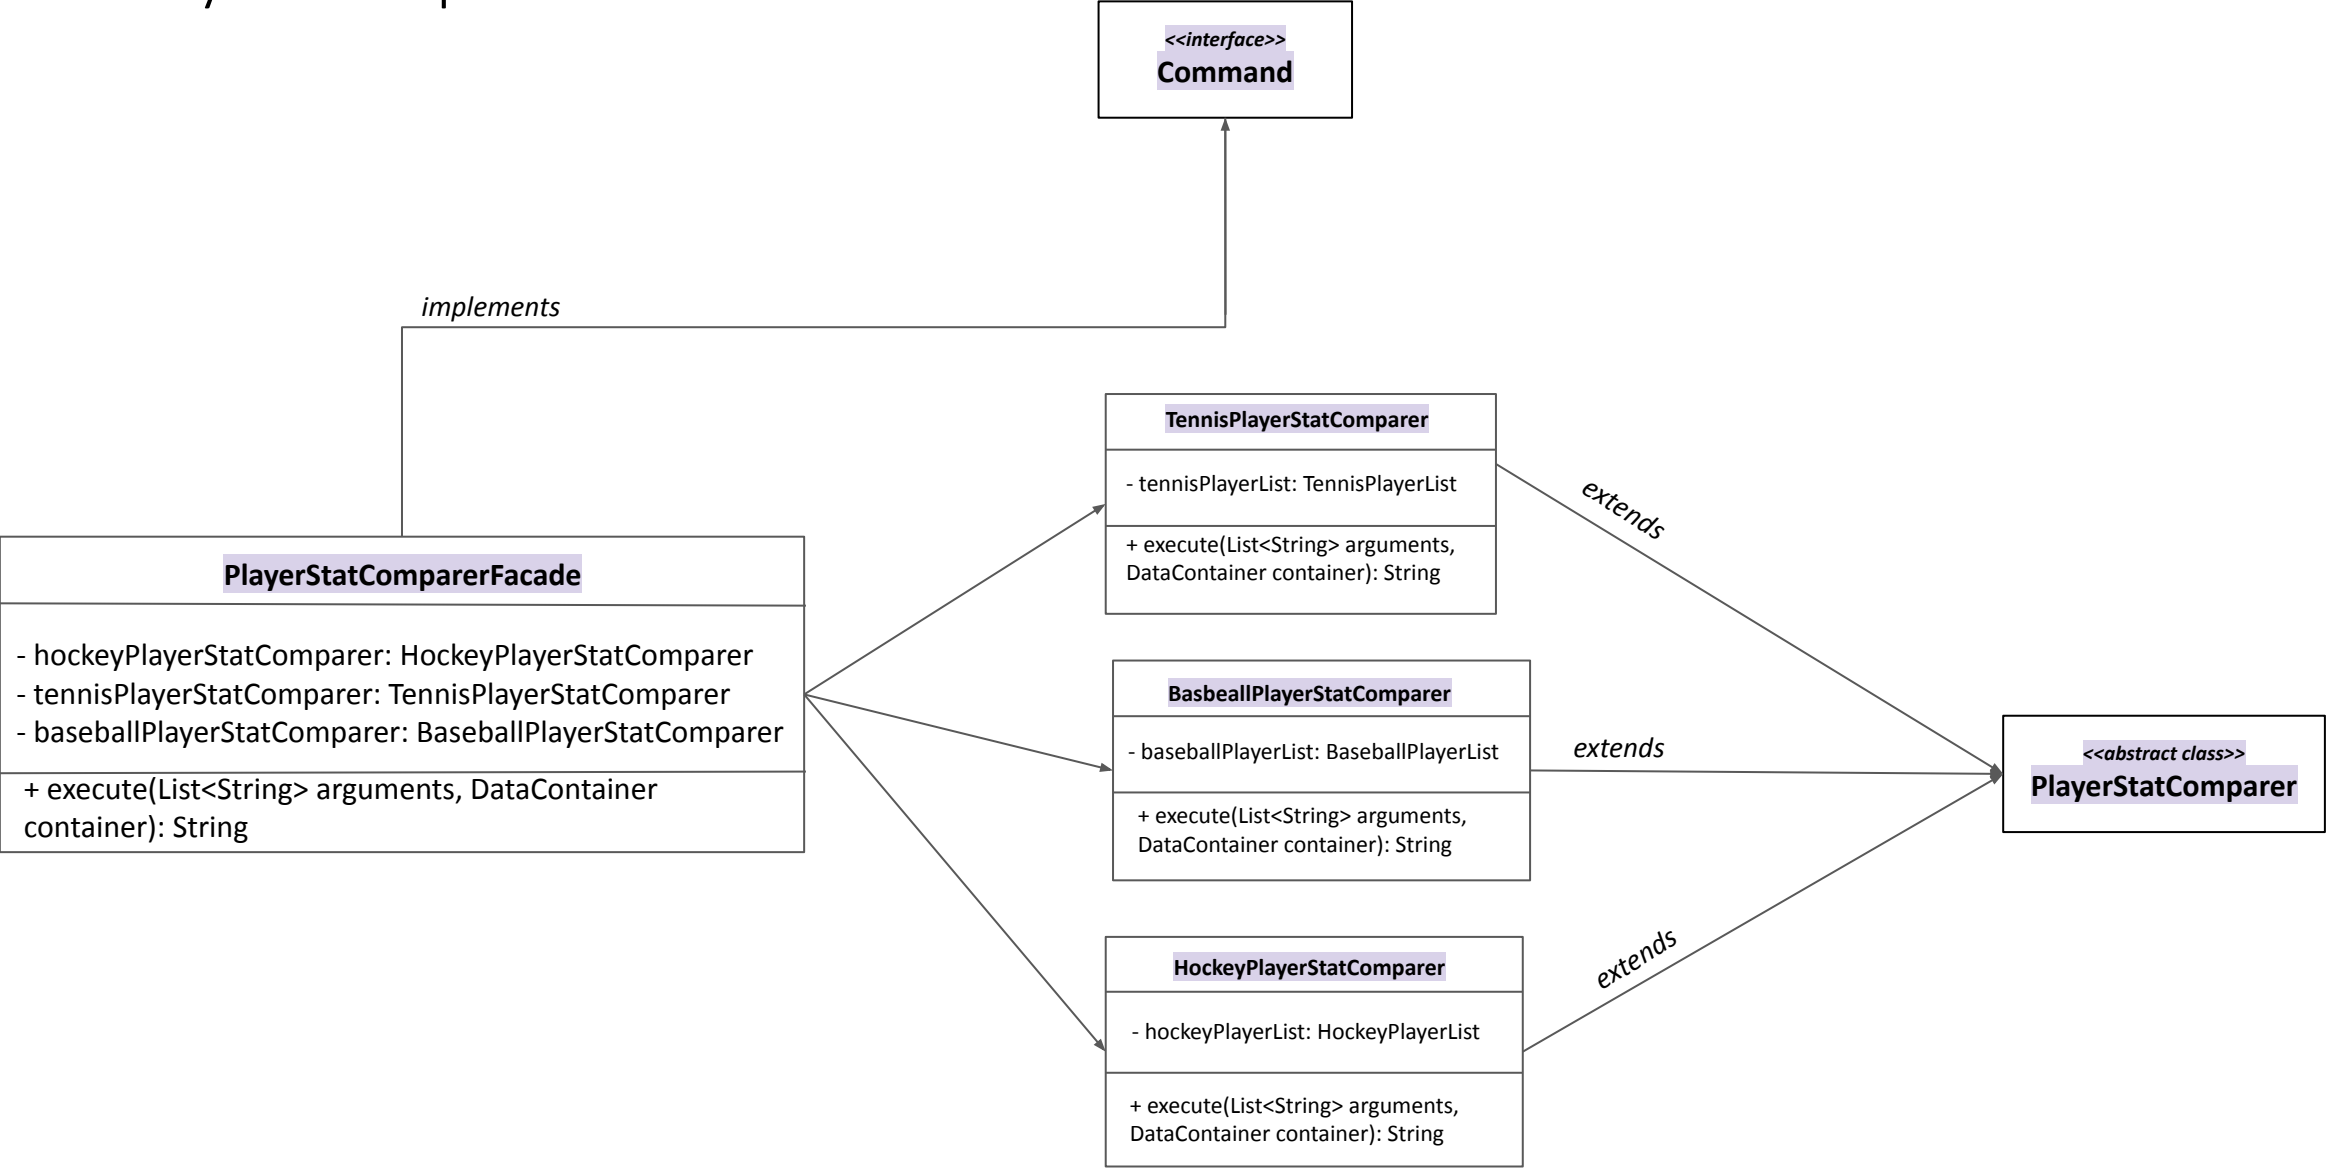 <<interface>>
Command
implements
PlayerStatComparerFacade
- hockeyPlayerStatComparer: HockeyPlayerStatComparer
- tennisPlayerStatComparer: TennisPlayerStatComparer
- baseballPlayerStatComparer: BaseballPlayerStatComparer
+ execute(List<String> arguments, DataContainer
container): String
TennisPlayerStatComparer
- tennisPlayerList: TennisPlayerList
+ execute(List<String> arguments,
DataContainer container): String
extends
BasbeallPlayerStatComparer
- baseballPlayerList: BaseballPlayerList
+ execute(List<String> arguments,
DataContainer container): String
extends
HockeyPlayerStatComparer
- hockeyPlayerList: HockeyPlayerList
+ execute(List<String> arguments,
DataContainer container): String
extends
<<abstract class>>
PlayerStatComparer